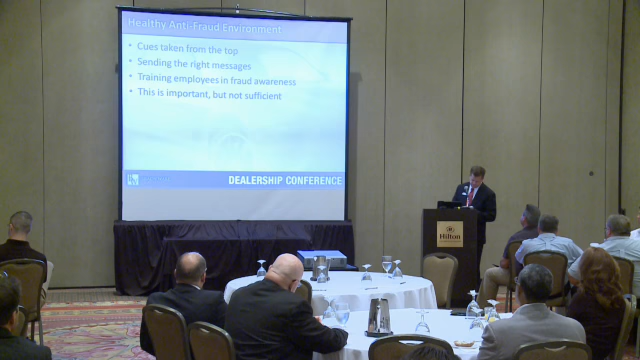 Healthy Anti-Fraud Environment
• Cues taken from the top
• Sending the right messages
• Training employees in fraud awareness
• This is important, but not sufficient
DEALERSHIP CONFERENCE
Hilton